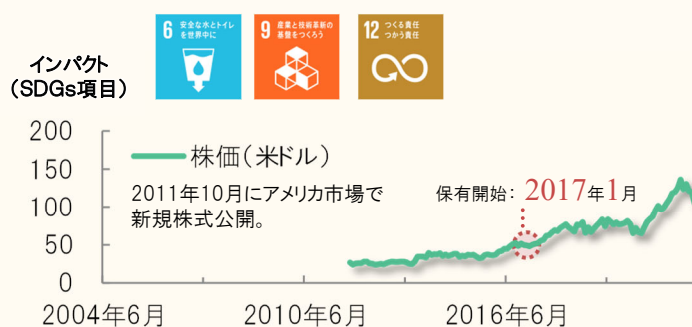 6 安全な水とトイレ
を世界中に
9 産業と技術革新の
基盤をつくろう
12 つくる責任
つかう責任
インパクト
（SDGs項目）
200
150
100
50
0
株価（米ドル）
2011年10月にアメリカ市場で
新規株式公開。
保有開始： 2017年1月
2004年6月
2010年6月
2016年6月